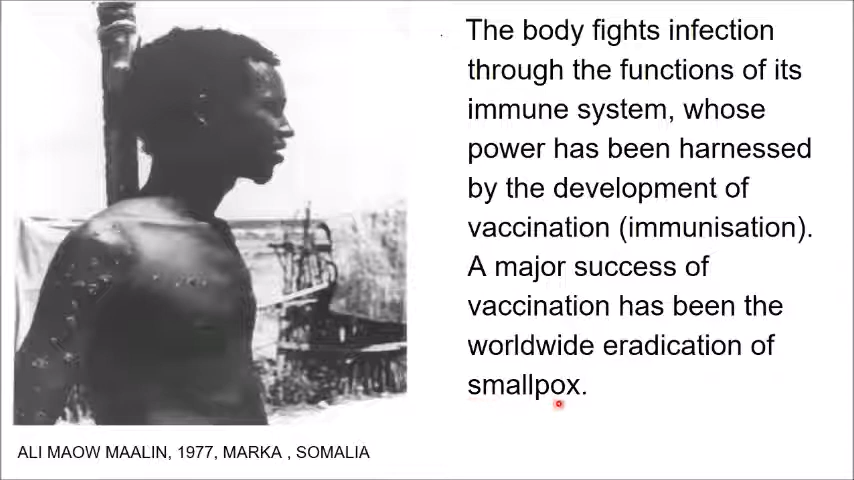 The body fights infection
through the functions of its
immune system, whose
power has been harnessed
by the development of
vaccination (immunisation).
A major success of
vaccination has been the
worldwide eradication of
smallpox.
ALI MAOW MAALIN, 1977, MARKA , SOMALIA